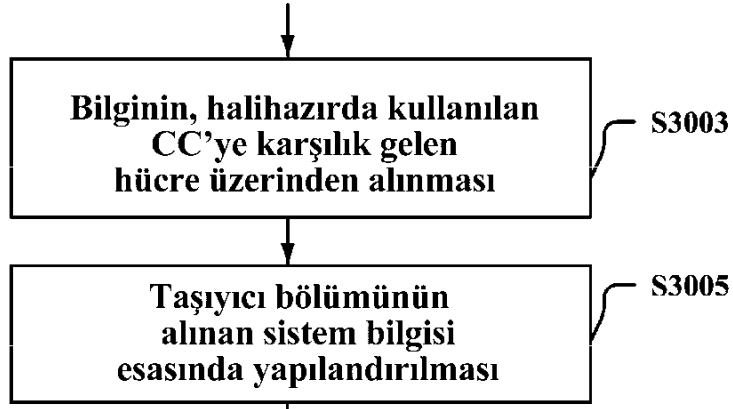 Bilginin, halihazırda kullanılan
CC’ye karşılık gelen
hücre üzerinden alınması
S3003
Taşıyıcı bölümünün
alınan sistem bilgisi
esasında yapılandırılması
S3005